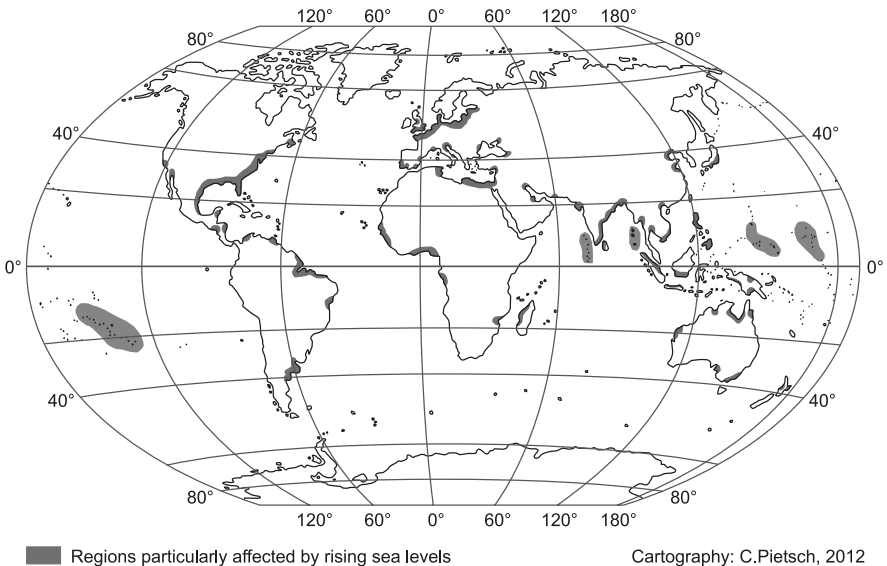 120° 60° 0° 60° 120° 180°
80° 80°
40° 40°
0° 0°
40° 40°
80° 80°
120° 60° 0° 60° 120° 180°
Regions particularly affected by rising sea levels
Cartography: C.Pietsch, 2012